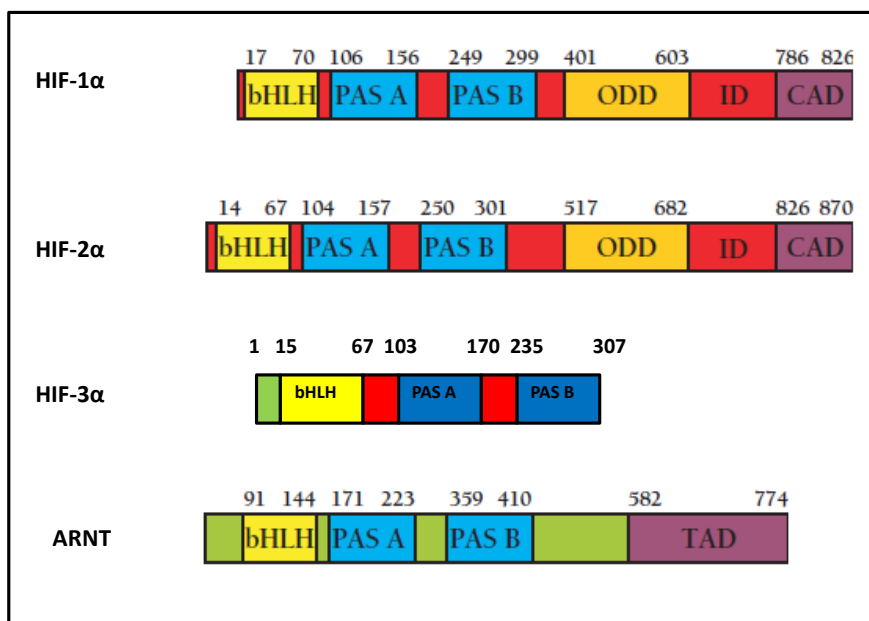 17 70 106 156 249 299 401 603 786 826
HIF-1α
bHLH PAS A PAS B ODD ID CAD
14 67 104 157 250 301 517 682 826 870
HIF-2α
bHLH PAS A PAS B ODD ID CAD
1 15 67 103 170 235 307
HIF-3α
bHLH PAS A PAS B
91 144 171 223 359 410 582 774
ARNT
bHLH PAS A PAS B TAD